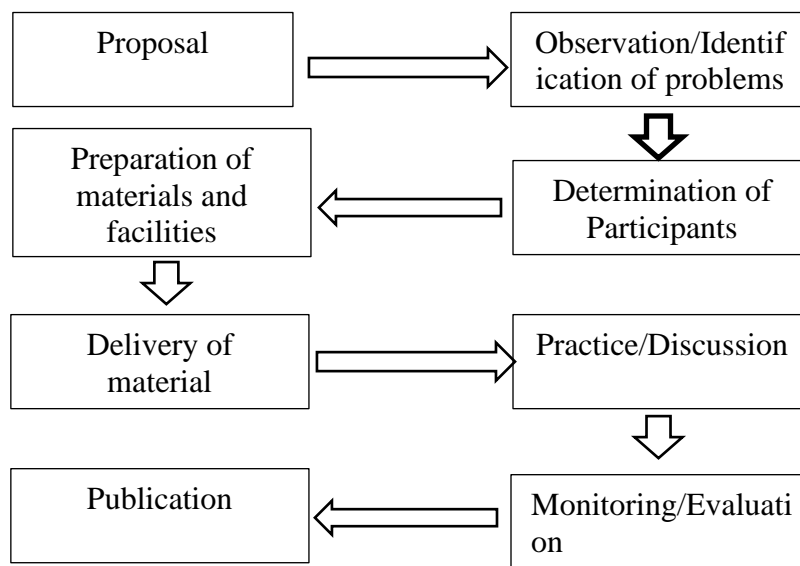 Proposal
Observation/Identif
ication of problems
Determination of
Participants
Preparation of
materials and
facilities
Delivery of
material
Practice/Discussion
Monitoring/Evaluati
on
Publication